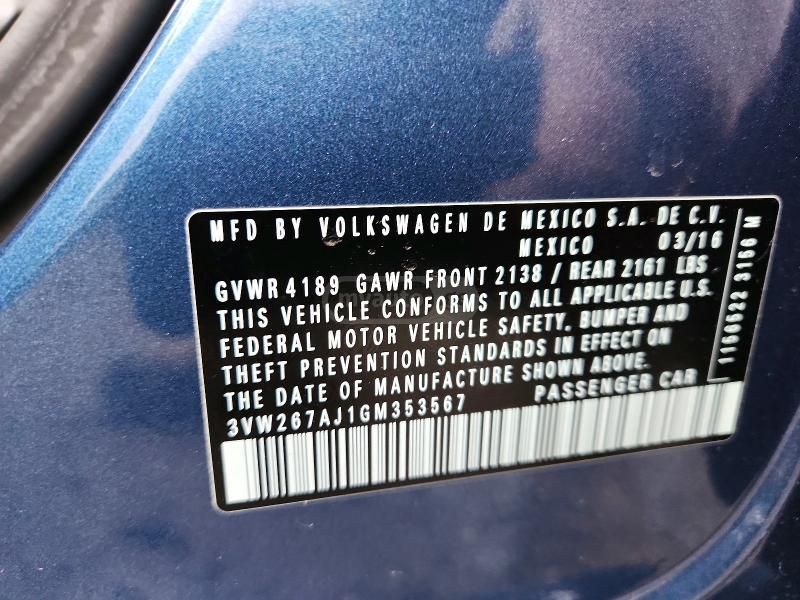 MFD BY VOLKSWAGEN DE MEXICO S.A. DE C.V.
MEXICO 03/16
GVWR 4189 GAWR FRONT 2138 / REAR 2161 LBS
THIS VEHICLE CONFORMS TO ALL APPLICABLE U.S.
FEDERAL MOTOR VEHICLE SAFETY, BUMPER AND
THEFT PREVENTION STANDARDS IN EFFECT ON
THE DATE OF MANUFACTURE SHOWN ABOVE.
3VW267AJ1GM353567 PASSENGER CAR
1166622 3156 M